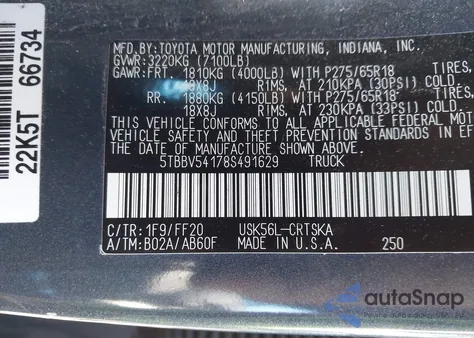 MFD.BY:TOYOTA MOTOR MANUFACTURING, INDIANA, INC.
GVWR:3220KG (7100LB)
GAWR:FRT. 1810KG (4000LB) WITH P275/65R18 TIRES,
RIMS, AT 210KPA (30PSI) COLD.
RR. 1880KG (4150LB) WITH P275/65R18 TIRES,
18X8J RIMS, AT 230KPA (33PSI) COLD.
THIS VEHICLE CONFORMS TO ALL APPLICABLE FEDERAL MOTOR
VEHICLE SAFETY AND THEFT PREVENTION STANDARDS IN EF
THE DATE OF MANUFACTURE SHOWN ABOVE.
5TBBV54178S491629 TRUCK
C/TR: 1F9/FF20 USK56L-CRTSKA
A/TM: B02A/AB60F MADE IN U.S.A. 250
22K5T 66734
autoSnap